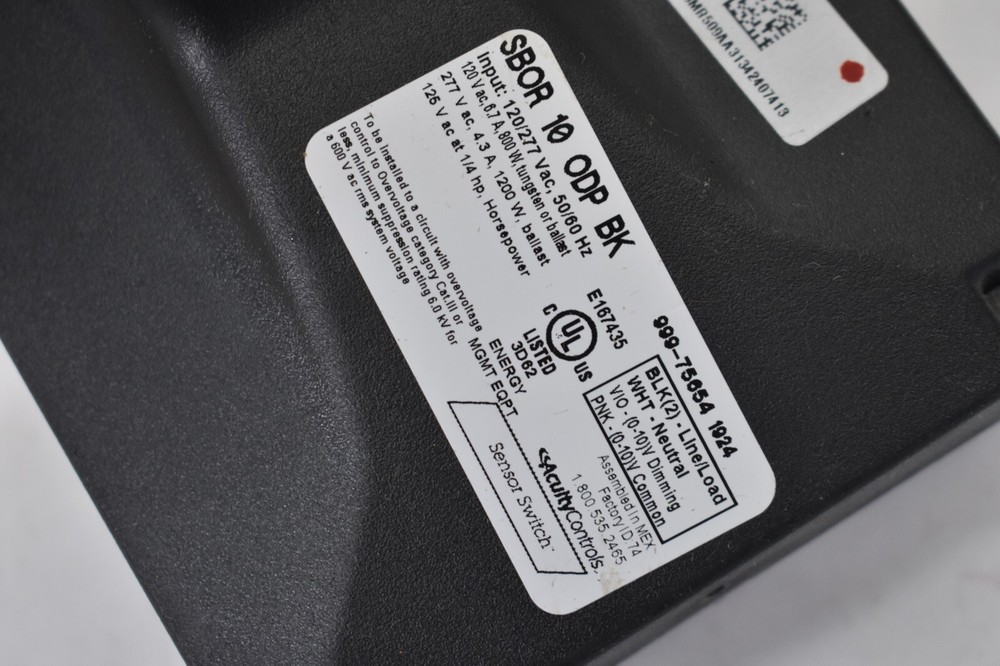 SBOR 10 ODP BK
Input: 120/277 Vac, 50/60 Hz
120 V ac, 6.7 A, 800 W, tungsten or ballast
277 V ac, 4.3 A, 1200 W, ballast
125 V ac at 1/4 hp, Horsepower
To be installed to a circuit with overvoltage
control to Overvoltage category Cat.III or
less, minimum suppression rating 6.0 kV for
a 600 V ac rms system voltage
E167435
C UL US
LISTED
3D62
ENERGY
MGMT EQPT
999-75654 1924
BLK(2) - Line/Load
WHT - Neutral
VIO - (0-10)V Dimming
PNK - (0-10)V Common
Assembled in MEX
Factory ID 74
1 800 535 2465
AcuityControls.
Sensor Switch™
MR509AA31342407413